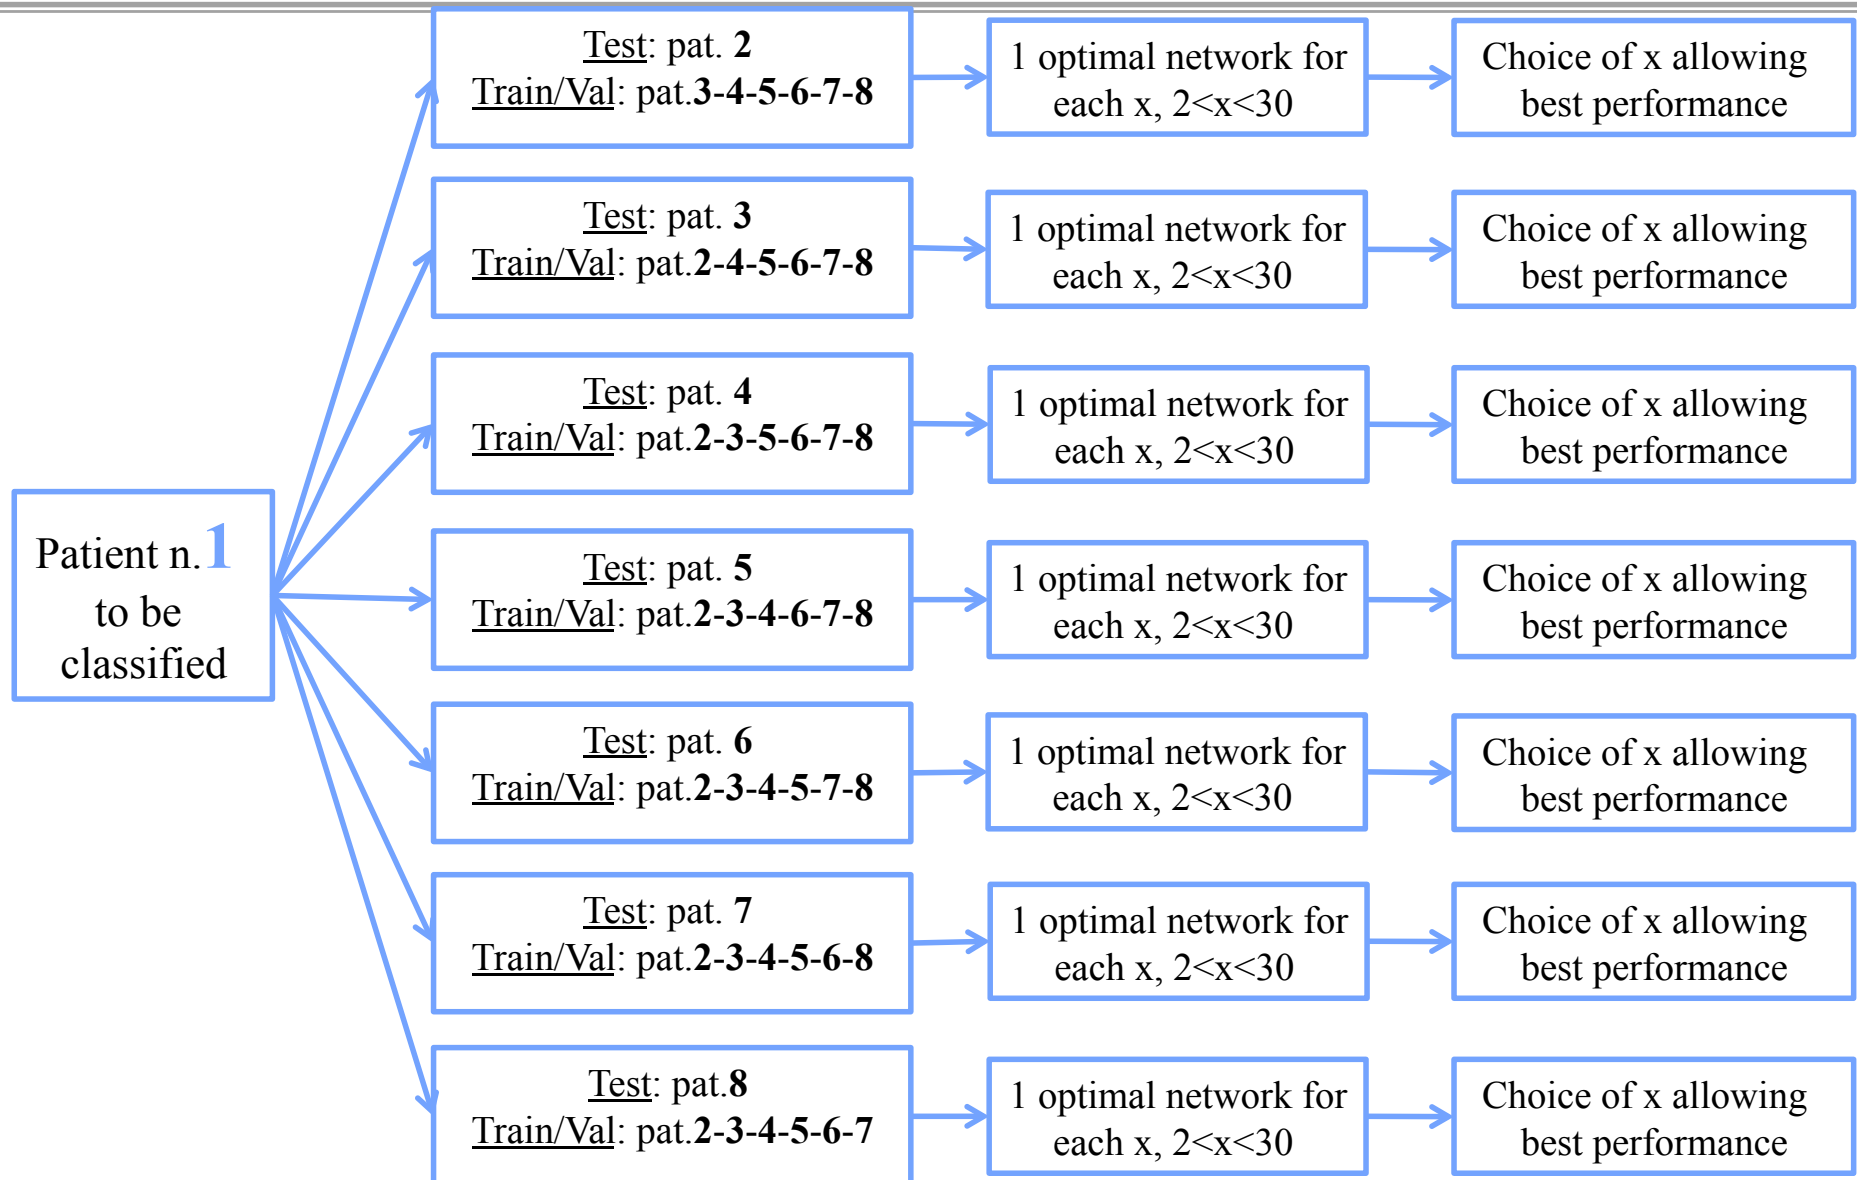 Patient n.1
to be
classified
Test: pat. 2
Train/Val: pat.3-4-5-6-7-8
1 optimal network for
each x, 2<x<30
Choice of x allowing
best performance
Test: pat. 3
Train/Val: pat.2-4-5-6-7-8
1 optimal network for
each x, 2<x<30
Choice of x allowing
best performance
Test: pat. 4
Train/Val: pat.2-3-5-6-7-8
1 optimal network for
each x, 2<x<30
Choice of x allowing
best performance
Test: pat. 5
Train/Val: pat.2-3-4-6-7-8
1 optimal network for
each x, 2<x<30
Choice of x allowing
best performance
Test: pat. 6
Train/Val: pat.2-3-4-5-7-8
1 optimal network for
each x, 2<x<30
Choice of x allowing
best performance
Test: pat. 7
Train/Val: pat.2-3-4-5-6-8
1 optimal network for
each x, 2<x<30
Choice of x allowing
best performance
Test: pat.8
Train/Val: pat.2-3-4-5-6-7
1 optimal network for
each x, 2<x<30
Choice of x allowing
best performance